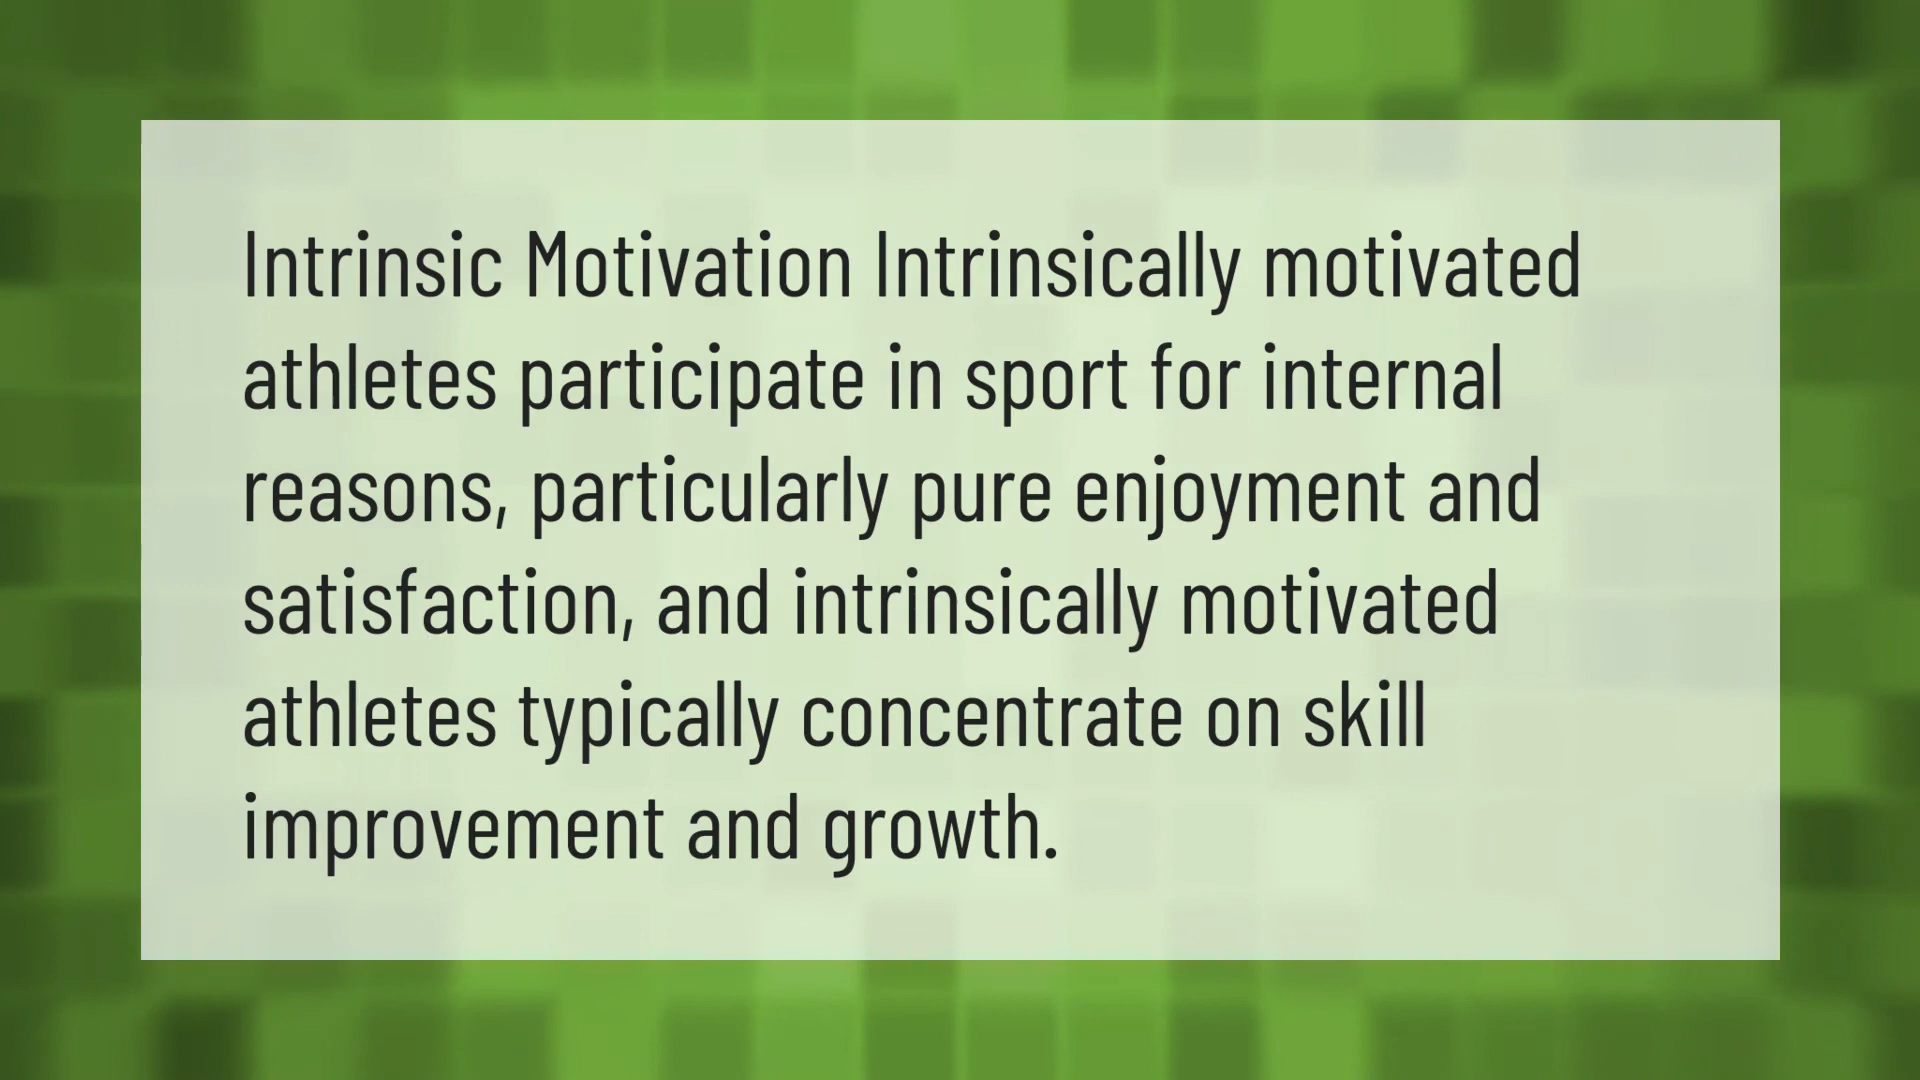 Intrinsic Motivation Intrinsically motivated
athletes participate in sport for internal
reasons, particularly pure enjoyment and
satisfaction, and intrinsically motivated
athletes typically concentrate on skill
improvement and growth.